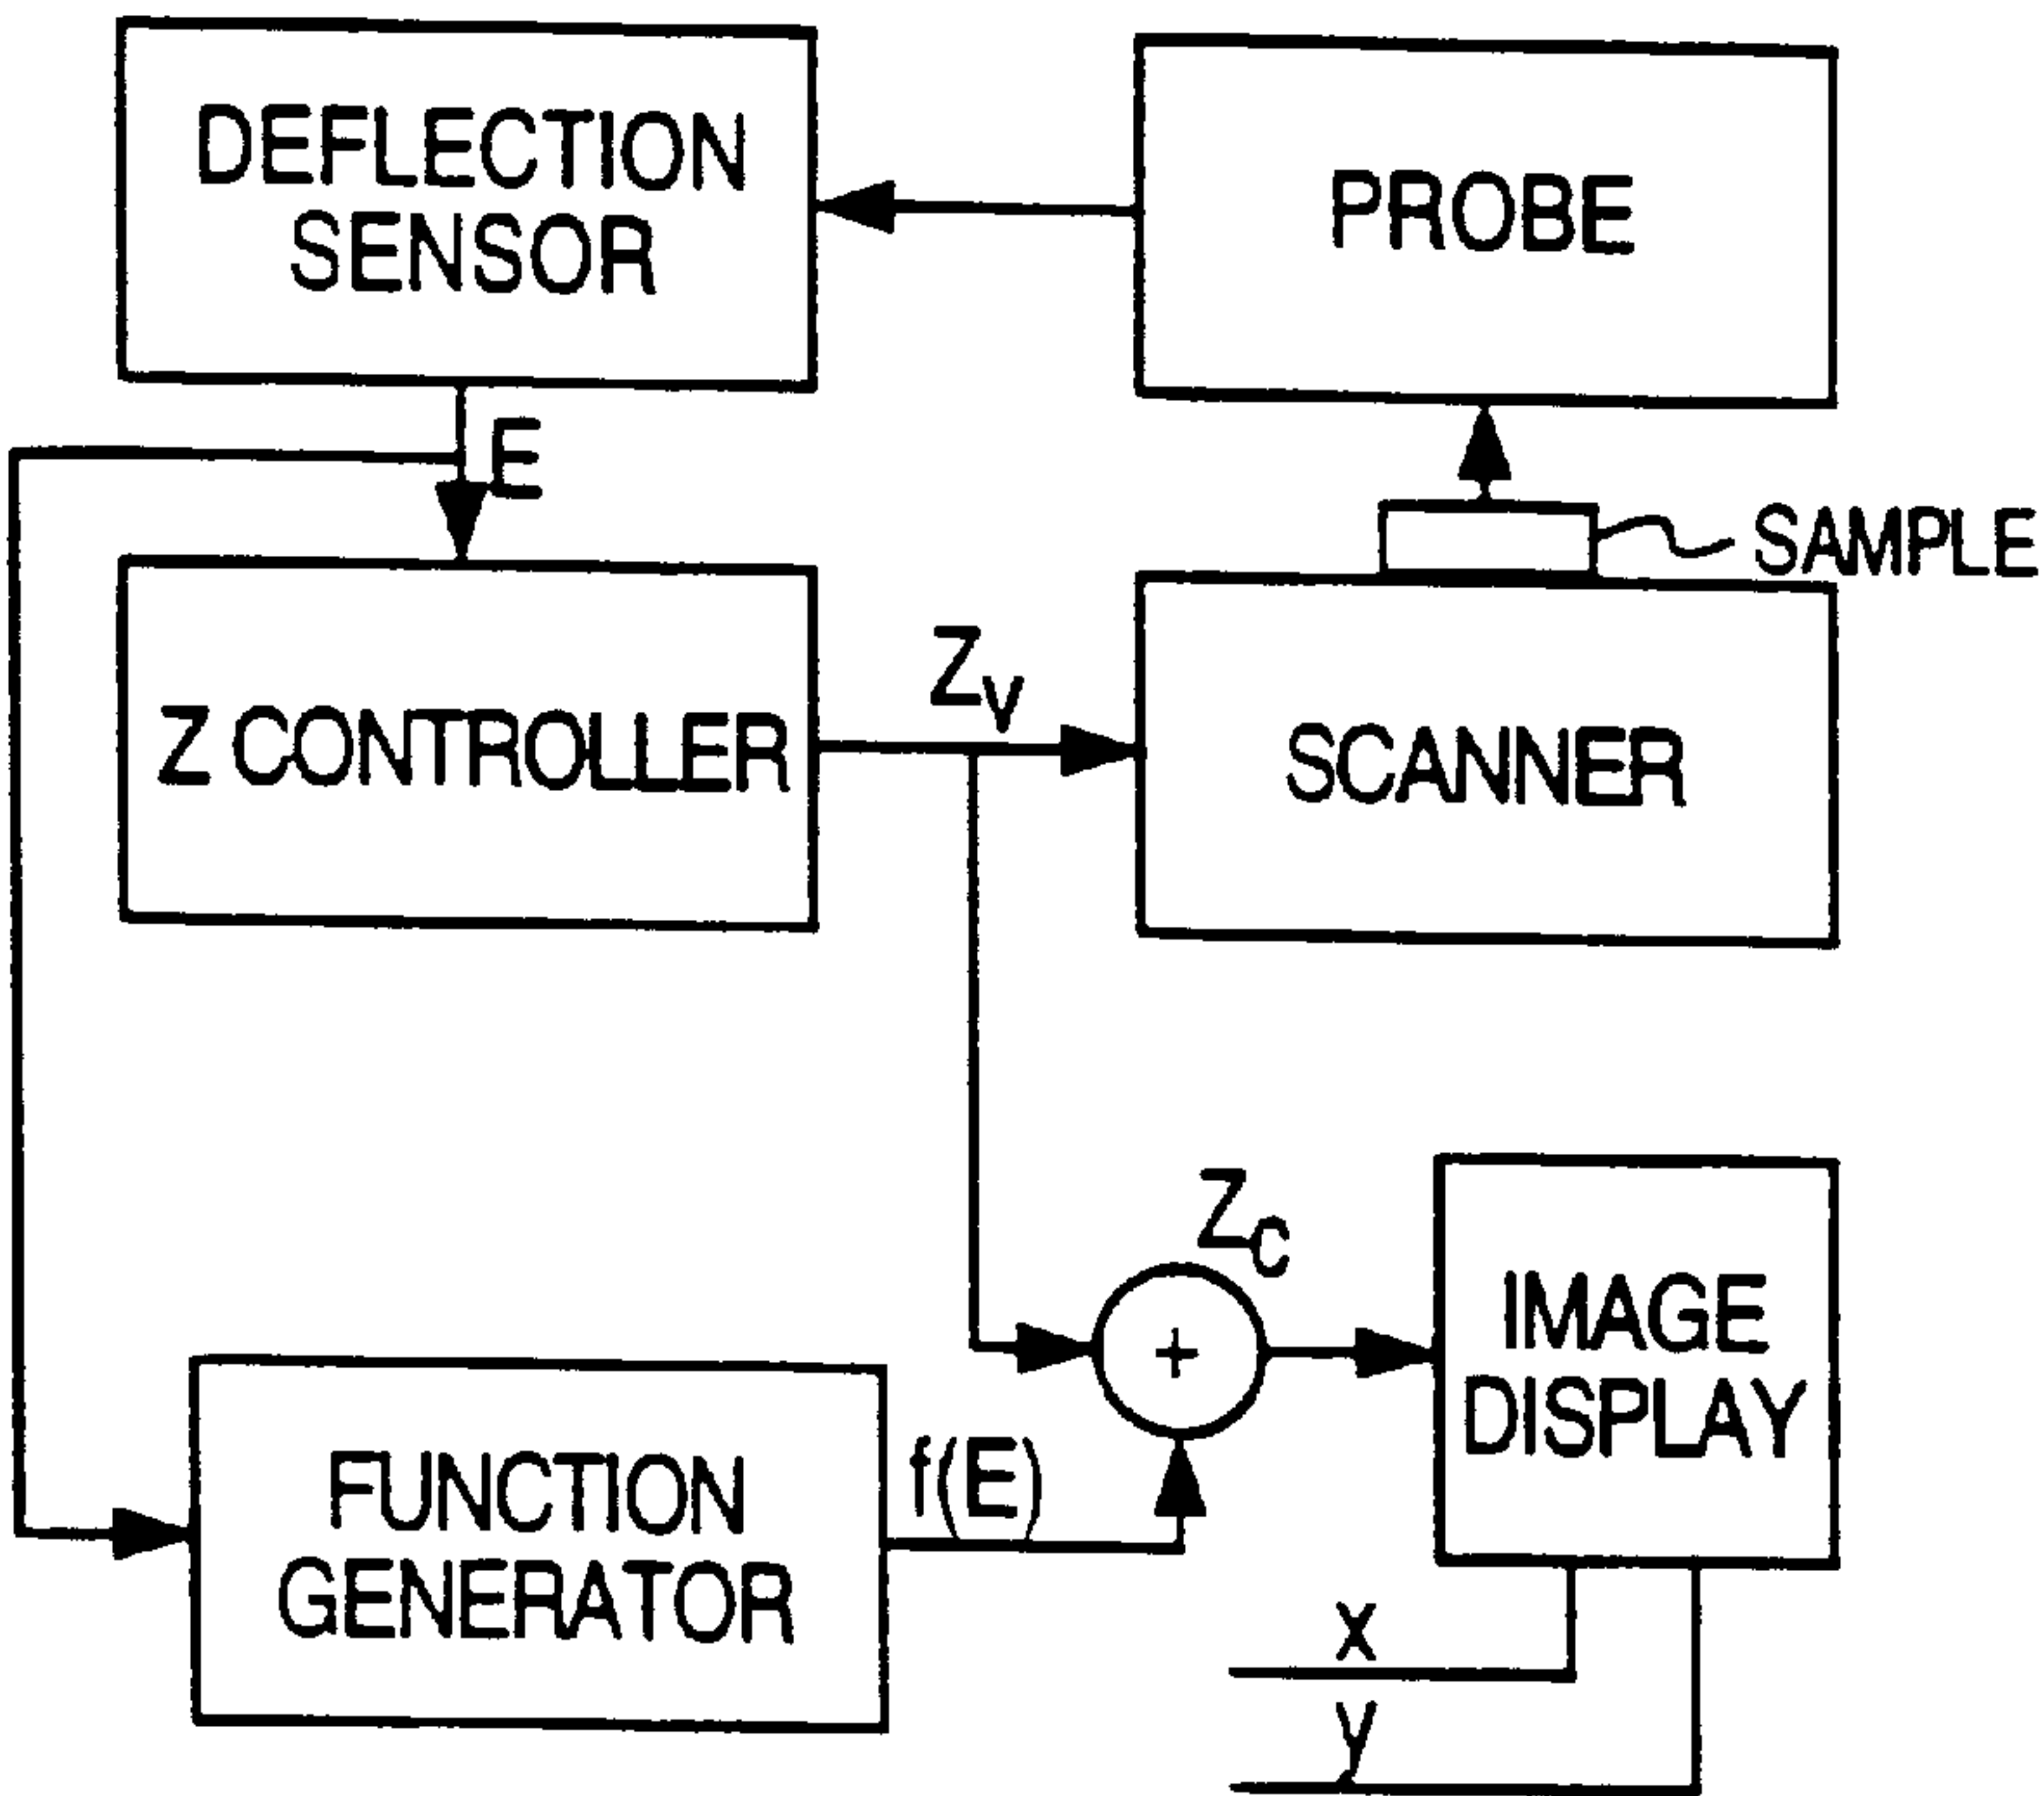 DEFLECTION
SENSOR
PROBE
E
SAMPLE
Z CONTROLLER
Zv
SCANNER
Zc
+
IMAGE
DISPLAY
FUNCTION
GENERATOR
f(E)
x
y